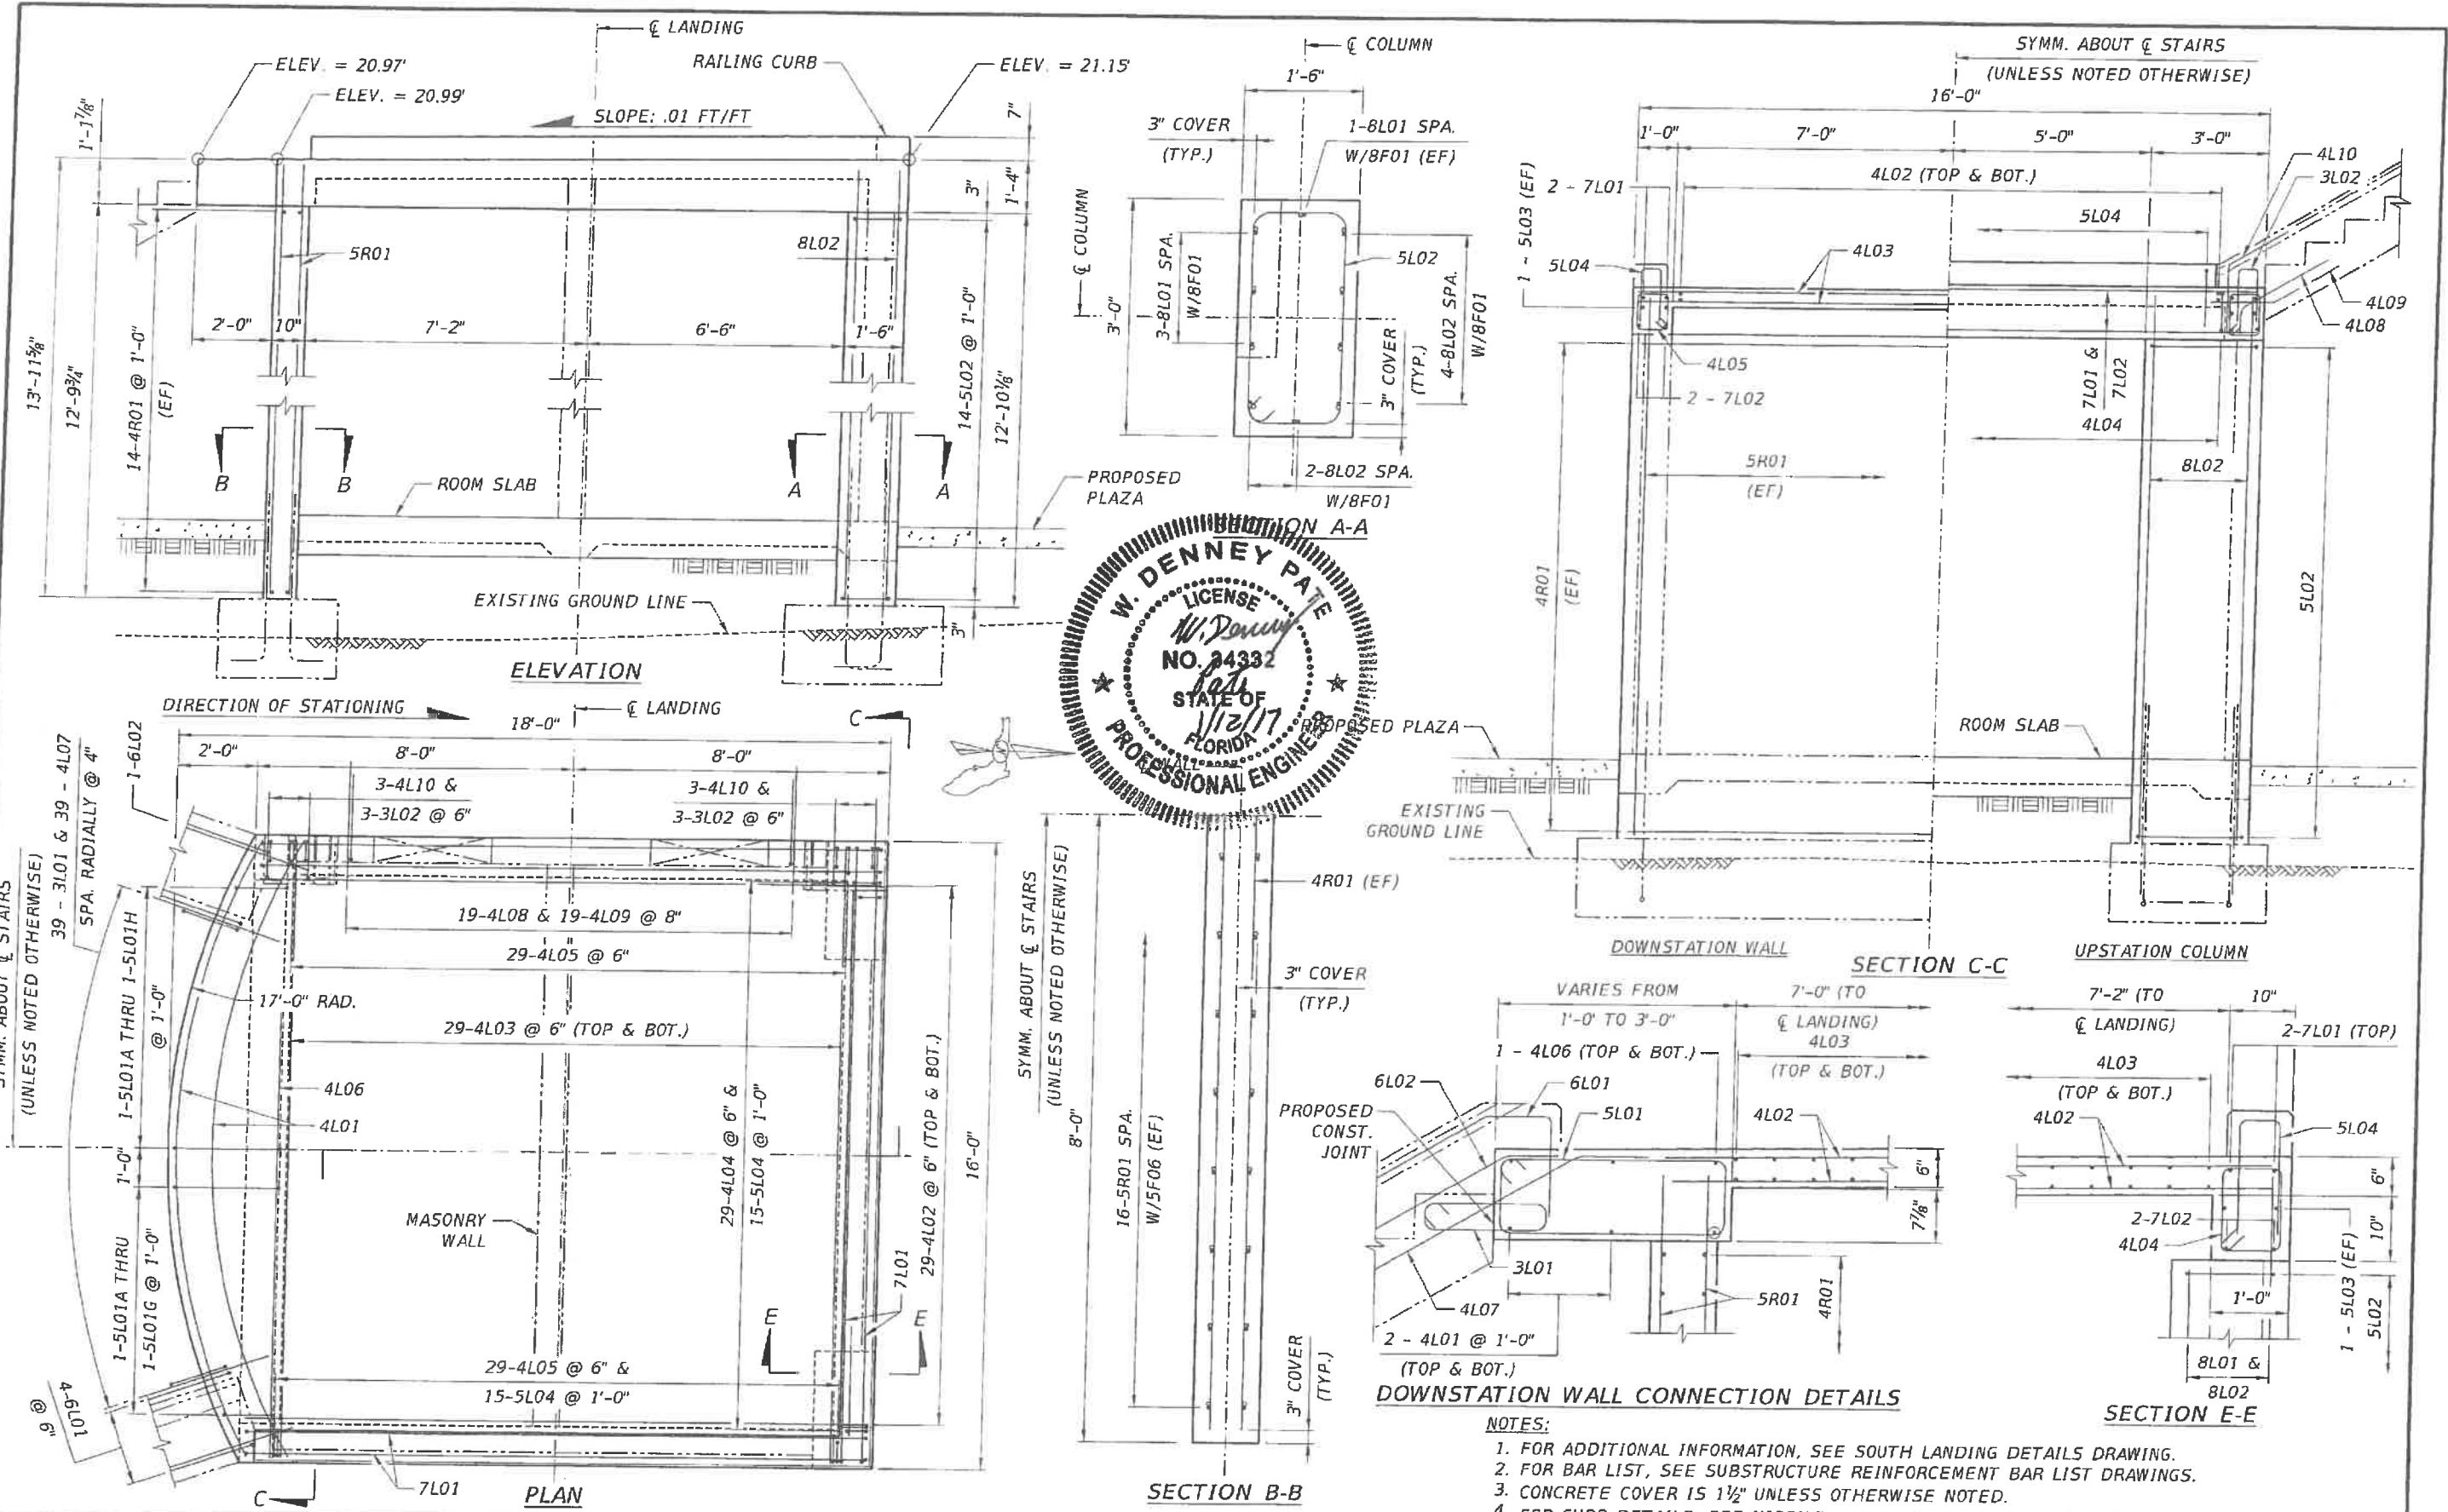 ℄ LANDING
ELEV. = 20.97'
ELEV. = 20.99'
RAILING CURB
ELEV. = 21.15'
SLOPE: .01 FT/FT
7"
1'-1⅞"
3"
1'-4"
8L02
5R01
2'-0"
10"
7'-2"
6'-6"
1'-6"
13'-11⅝"
12'-9¾"
14-4R01 @ 1'-0"
(EF)
14-5L02 @ 1'-0"
12'-10⅛"
B
B
A
A
ROOM SLAB
PROPOSED
PLAZA
EXISTING GROUND LINE
3"
ELEVATION
℄ COLUMN
1'-6"
3" COVER
(TYP.)
1-8L01 SPA.
W/8F01 (EF)
℄ COLUMN
3'-0"
3-8L01 SPA.
W/8F01
5L02
3" COVER
(TYP.)
4-8L02 SPA.
W/8F01
2-8L02 SPA.
W/8F01
SECTION A-A
W. DENNEY PATE
LICENSE
W. Denney
NO. 34332
Pate
STATE OF
1/12/17
FLORIDA
PROFESSIONAL ENGINEER
SYMM. ABOUT ℄ STAIRS
(UNLESS NOTED OTHERWISE)
16'-0"
1'-0"
7'-0"
5'-0"
3'-0"
4L10
3L02
4L02 (TOP & BOT.)
1 - 5L03 (EF)
2 - 7L01
5L04
4L03
5L04
4L09
4L08
4L05
2 - 7L02
7L01 &
7L02
4L04
5R01
(EF)
8L02
4R01
(EF)
5L02
PROPOSED PLAZA
ROOM SLAB
EXISTING
GROUND LINE
DOWNSTATION WALL
UPSTATION COLUMN
SECTION C-C
DIRECTION OF STATIONING
℄ LANDING
C
18'-0"
2'-0"
8'-0"
8'-0"
1-6L02
3-4L10 &
3-3L02 @ 6"
3-4L10 &
3-3L02 @ 6"
SYMM. ABOUT ℄ STAIRS
(UNLESS NOTED OTHERWISE)
39 - 3L01 & 39 - 4L07
SPA. RADIALLY @ 4"
1-5L01A THRU 1-5L01H
@ 1'-0"
19-4L08 & 19-4L09 @ 8"
29-4L05 @ 6"
17'-0" RAD.
29-4L03 @ 6" (TOP & BOT.)
4L06
4L01
1'-0"
1-5L01A THRU
1-5L01G @ 1'-0"
MASONRY
WALL
29-4L04 @ 6" &
15-5L04 @ 1'-0"
29-4L02 @ 6" (TOP & BOT.)
16'-0"
7L01
E
E
29-4L05 @ 6" &
15-5L04 @ 1'-0"
4-6L01
@ 6"
7L01
C
PLAN
WALL
SYMM. ABOUT ℄ STAIRS
(UNLESS NOTED OTHERWISE)
8'-0"
4R01 (EF)
3" COVER
(TYP.)
16-5R01 SPA.
W/5F06 (EF)
3" COVER
(TYP.)
SECTION B-B
VARIES FROM
1'-0" TO 3'-0"
7'-0" (TO
℄ LANDING)
1 - 4L06 (TOP & BOT.)
4L03
(TOP & BOT.)
6L02
6L01
PROPOSED
CONST.
JOINT
5L01
4L02
6"
7⅞"
3L01
4L07
5R01
4R01
2 - 4L01 @ 1'-0"
(TOP & BOT.)
DOWNSTATION WALL CONNECTION DETAILS
7'-2" (TO
℄ LANDING)
10"
2-7L01 (TOP)
4L03
(TOP & BOT.)
4L02
5L04
6"
2-7L02
4L04
10"
1'-0"
1 - 5L03 (EF)
5L02
8L01 &
8L02
SECTION E-E
NOTES:
1. FOR ADDITIONAL INFORMATION, SEE SOUTH LANDING DETAILS DRAWING.
2. FOR BAR LIST, SEE SUBSTRUCTURE REINFORCEMENT BAR LIST DRAWINGS.
3. CONCRETE COVER IS 1½" UNLESS OTHERWISE NOTED.